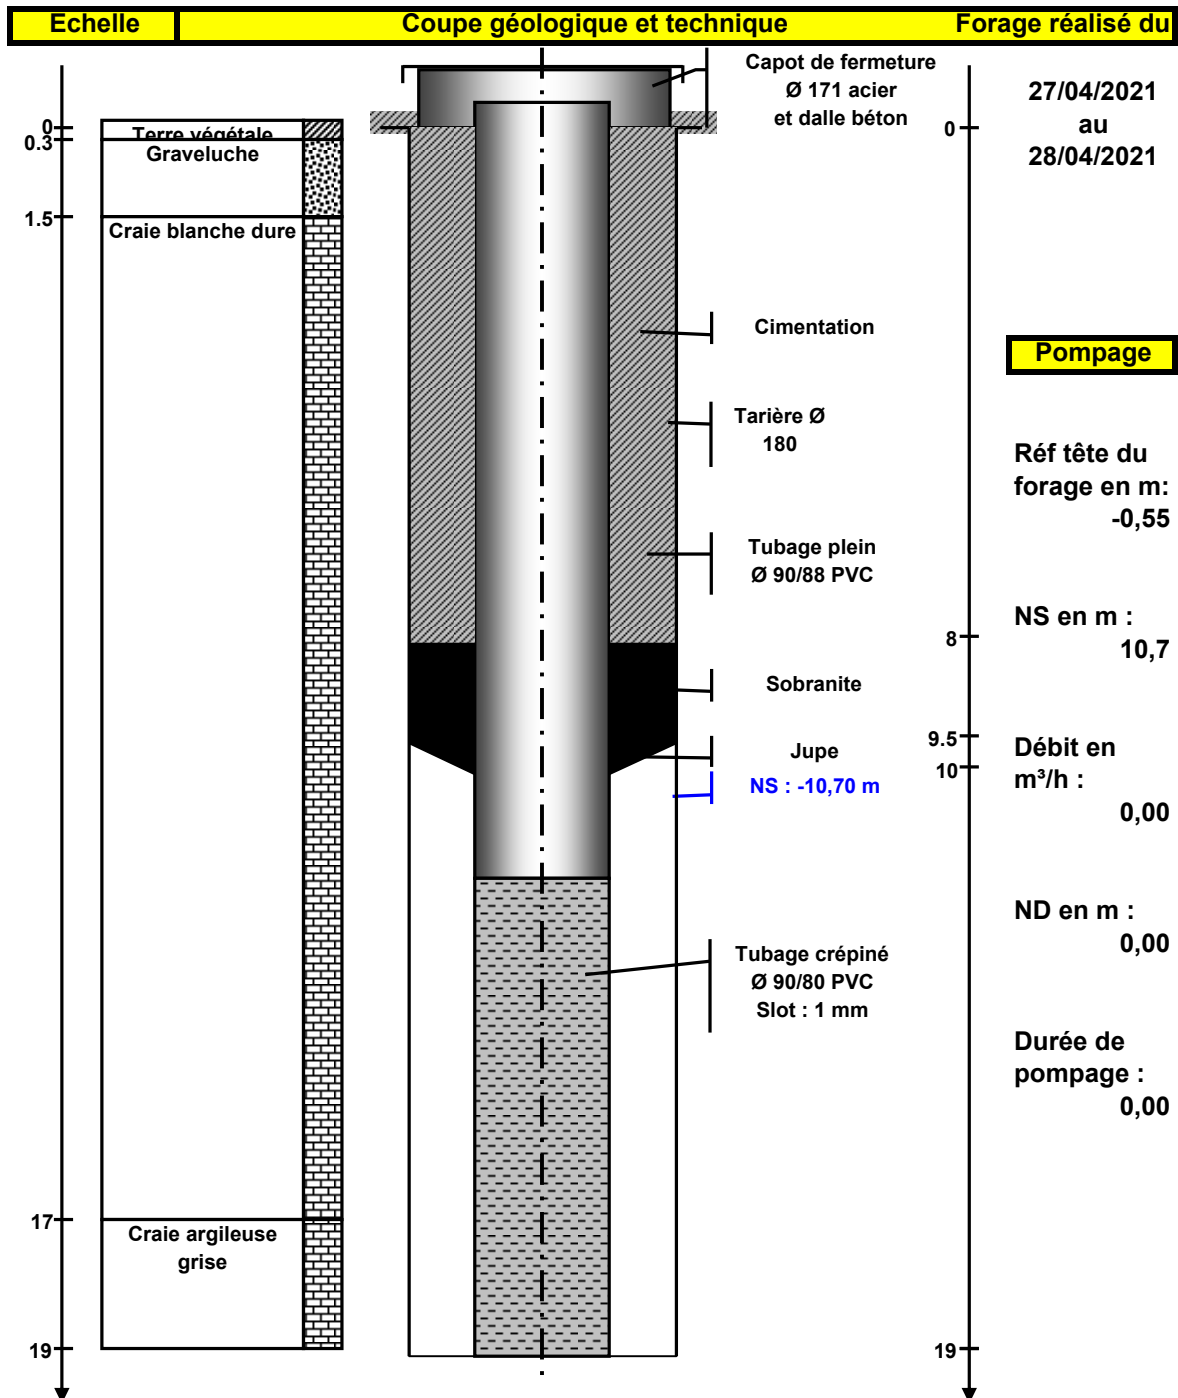 Echelle
Coupe géologique et technique
Forage réalisé du
27/04/2021
au
28/04/2021
0
0.3
1.5
17
19
Terre végétale
Graveluche
Craie blanche dure
Craie argileuse
grise
Capot de fermeture
Ø 171 acier
et dalle béton
Cimentation
Tarière Ø
180
Tubage plein
Ø 90/88 PVC
Sobranite
Jupe
NS : -10,70 m
Tubage crépiné
Ø 90/80 PVC
Slot : 1 mm
0
8
9.5
10
19
Pompage
Réf tête du
forage en m:
-0,55
NS en m :
10,7
Débit en
m³/h :
0,00
ND en m :
0,00
Durée de
pompage :
0,00